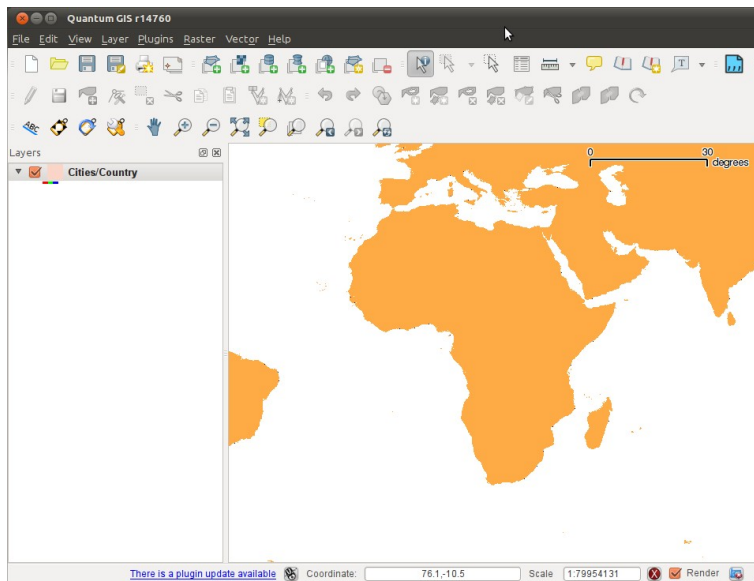 Quantum GIS r14760
File Edit View Layer Plugins Raster Vector Help
T
ABC
Layers
Cities/Country
0 30
degrees
There is a plugin update available Coordinate: 76.1,-10.5 Scale 1:79954131 Render